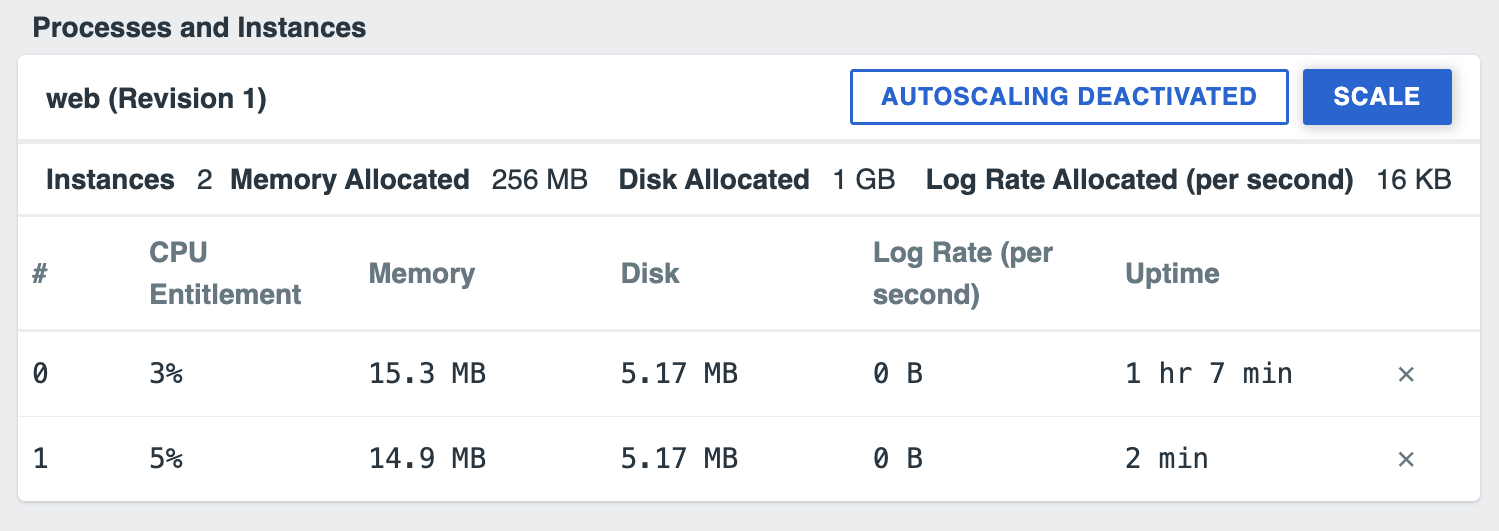 Processes and Instances
web (Revision 1) AUTOSCALING DEACTIVATED SCALE
Instances 2 Memory Allocated 256 MB Disk Allocated 1 GB Log Rate Allocated (per second) 16 KB
# CPU Entitlement Memory Disk Log Rate (per second) Uptime
0 3% 15.3 MB 5.17 MB 0 B 1 hr 7 min ×
1 5% 14.9 MB 5.17 MB 0 B 2 min ×